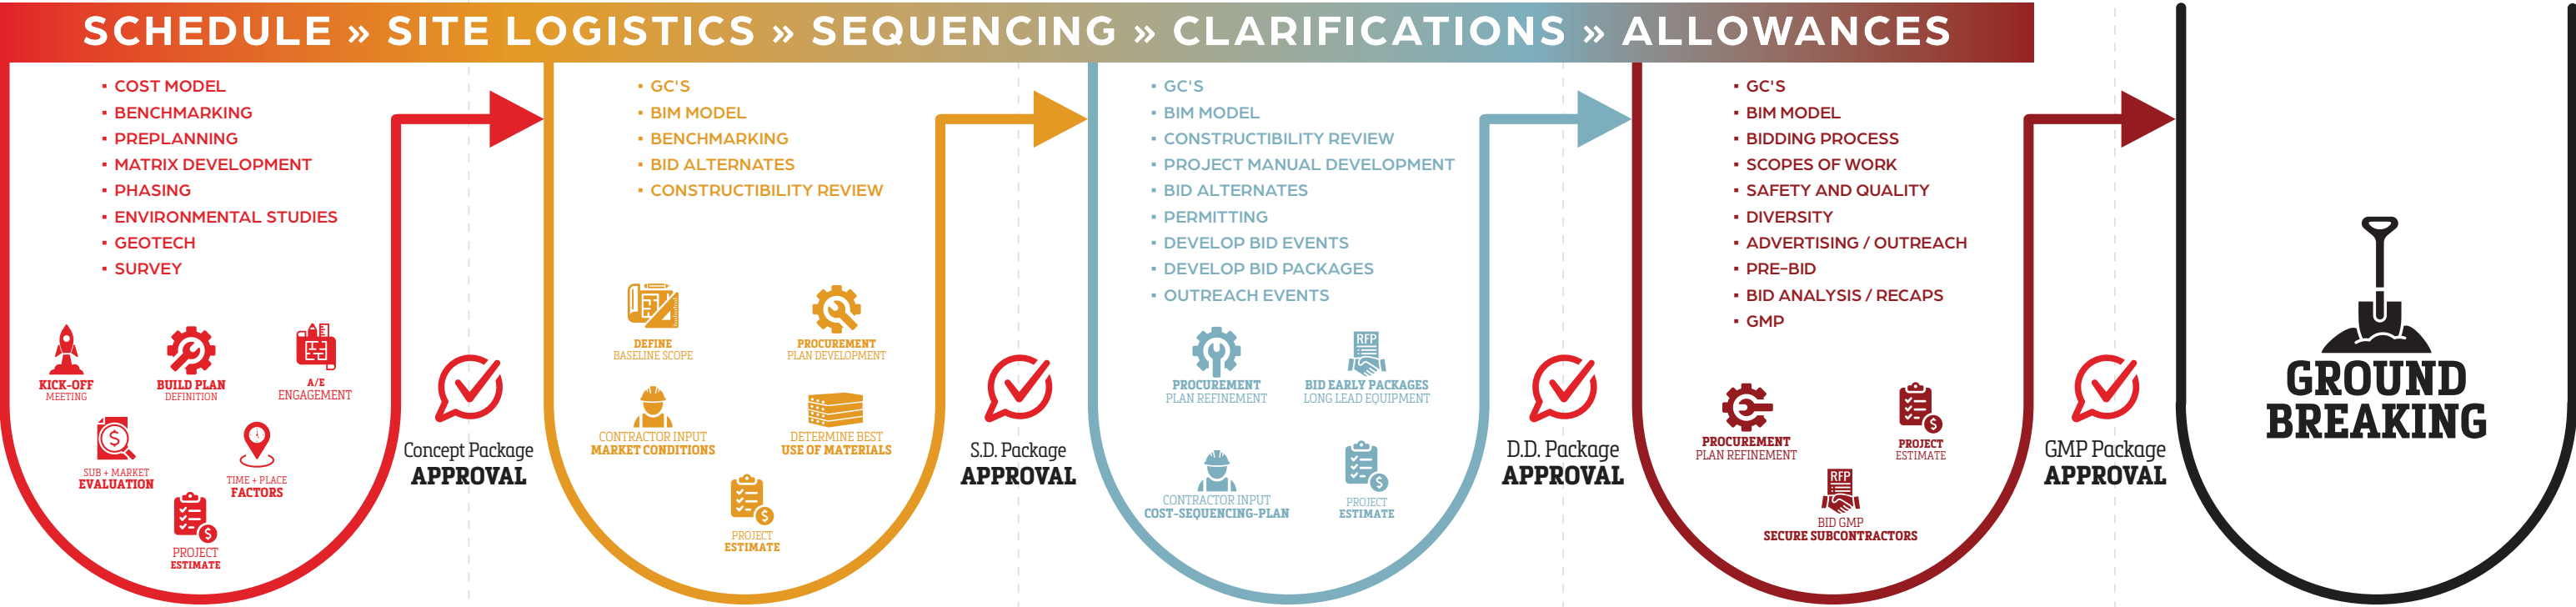 SCHEDULE » SITE LOGISTICS » SEQUENCING » CLARIFICATIONS » ALLOWANCES
▪ COST MODEL
▪ BENCHMARKING
▪ PREPLANNING
▪ MATRIX DEVELOPMENT
▪ PHASING
▪ ENVIRONMENTAL STUDIES
▪ GEOTECH
▪ SURVEY
KICK-OFF
MEETING
BUILD PLAN
DEFINITION
A/E
ENGAGEMENT
$
SUB + MARKET
EVALUATION
TIME + PLACE
FACTORS
$
PROJECT
ESTIMATE
Concept Package
APPROVAL
▪ GC'S
▪ BIM MODEL
▪ BENCHMARKING
▪ BID ALTERNATES
▪ CONSTRUCTIBILITY REVIEW
DEFINE
BASELINE SCOPE
PROCUREMENT
PLAN DEVELOPMENT
CONTRACTOR INPUT
MARKET CONDITIONS
DETERMINE BEST
USE OF MATERIALS
$
PROJECT
ESTIMATE
S.D. Package
APPROVAL
▪ GC'S
▪ BIM MODEL
▪ CONSTRUCTIBILITY REVIEW
▪ PROJECT MANUAL DEVELOPMENT
▪ BID ALTERNATES
▪ PERMITTING
▪ DEVELOP BID EVENTS
▪ DEVELOP BID PACKAGES
▪ OUTREACH EVENTS
PROCUREMENT
PLAN REFINEMENT
RFP
BID EARLY PACKAGES
LONG LEAD EQUIPMENT
CONTRACTOR INPUT
COST-SEQUENCING-PLAN
$
PROJECT
ESTIMATE
D.D. Package
APPROVAL
▪ GC'S
▪ BIM MODEL
▪ BIDDING PROCESS
▪ SCOPES OF WORK
▪ SAFETY AND QUALITY
▪ DIVERSITY
▪ ADVERTISING / OUTREACH
▪ PRE-BID
▪ BID ANALYSIS / RECAPS
▪ GMP
PROCUREMENT
PLAN REFINEMENT
$
PROJECT
ESTIMATE
RFP
BID GMP
SECURE SUBCONTRACTORS
GMP Package
APPROVAL
GROUND
BREAKING